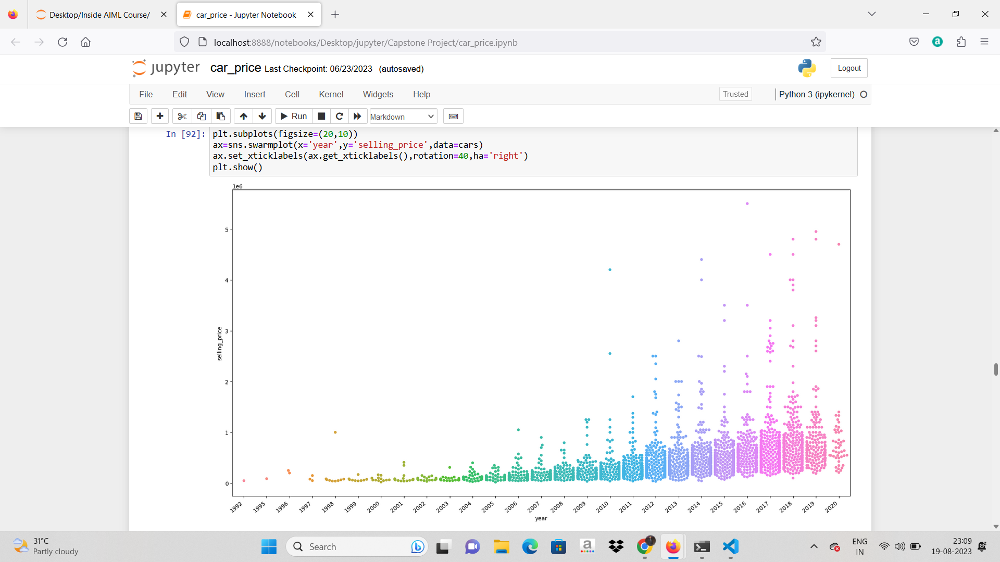 Desktop/Inside AIML Course/
car_price - Jupyter Notebook
localhost:8888/notebooks/Desktop/jupyter/Capstone Project/car_price.ipynb
jupyter car_price Last Checkpoint: 06/23/2023 (autosaved)
Logout
File Edit View Insert Cell Kernel Widgets Help
Trusted
Python 3 (ipykernel)
Run
Markdown
In [92]:
plt.subplots(figsize=(20,10))
ax=sns.swarmplot(x='year',y='selling_price',data=cars)
ax.set_xticklabels(ax.get_xticklabels(),rotation=40,ha='right')
plt.show()
1e6
5
4
3
2
1
0
selling_price
1992 1995 1996 1997 1998 1999 2000 2001 2002 2003 2004 2005 2006 2007 2008 2009 2010 2011 2012 2013 2014 2015 2016 2017 2018 2019 2020
year
31°C
Partly cloudy
Search
ENG
IN
23:09
19-08-2023